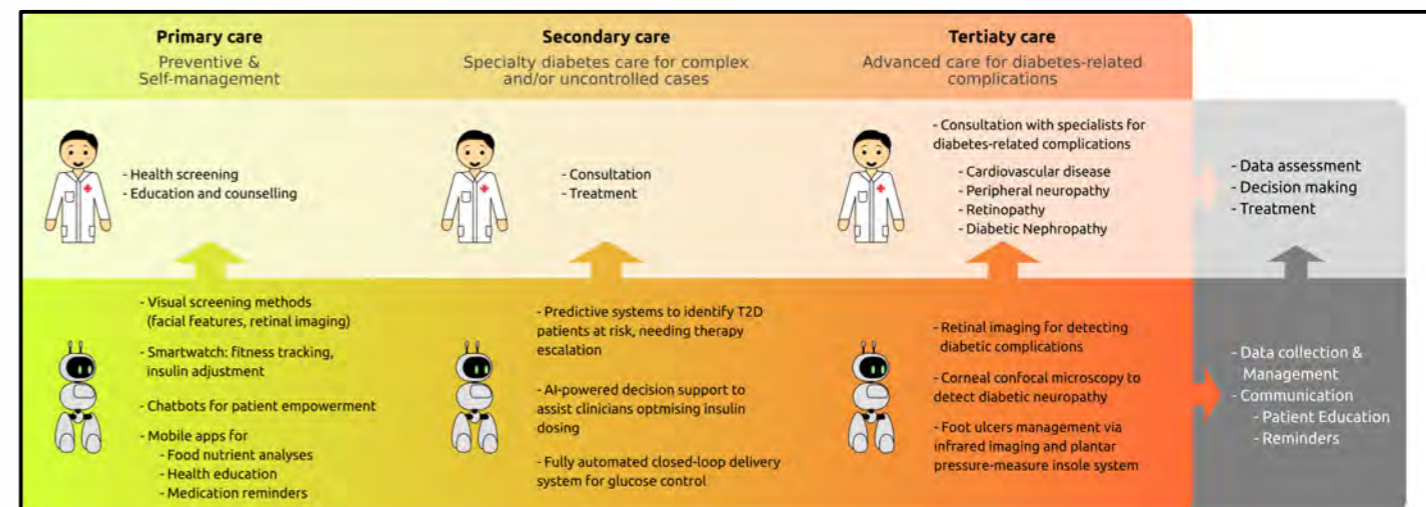 Primary care
Preventive &
Self-management
Secondary care
Specialty diabetes care for complex
and/or uncontrolled cases
Tertiaty care
Advanced care for diabetes-related
complications
- Health screening
- Education and counselling
- Consultation
- Treatment
- Consultation with specialists for
diabetes-related complications
- Cardiovascular disease
- Peripheral neuropathy
- Retinopathy
- Diabetic Nephropathy
- Data assessment
- Decision making
- Treatment
- Visual screening methods
(facial features, retinal imaging)
- Smartwatch: fitness tracking,
insulin adjustment
- Chatbots for patient empowerment
- Mobile apps for
- Food nutrient analyses
- Health education
- Medication reminders
- Predictive systems to identify T2D
patients at risk, needing therapy
escalation
- AI-powered decision support to
assist clinicians optmising insulin
dosing
- Fully automated closed-loop delivery
system for glucose control
- Retinal imaging for detecting
diabetic complications
- Corneal confocal microscopy to
detect diabetic neuropathy
- Foot ulcers management via
infrared imaging and plantar
pressure-measure insole system
- Data collection &
Management
- Communication
- Patient Education
- Reminders